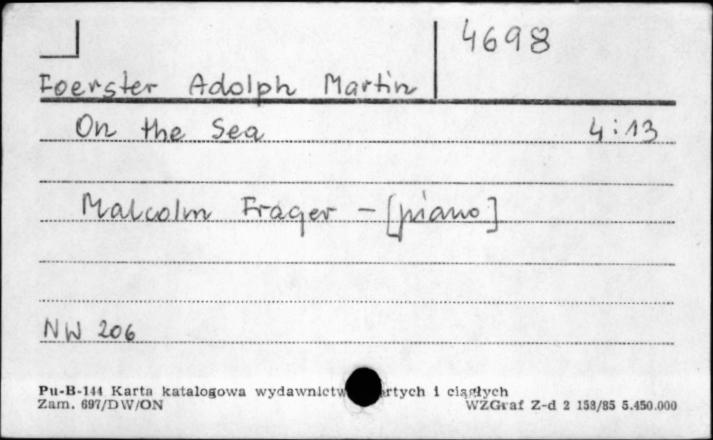 4698
Foerster Adolph Martin
On the Sea 4:13
Malcolm Frager - [piano]
NW 206
Pu-B-144 Karta katalogowa wydawnictw i ciągłych
Zam. 697/DW/ON WZGraf Z-d 2 153/85 5.450.000